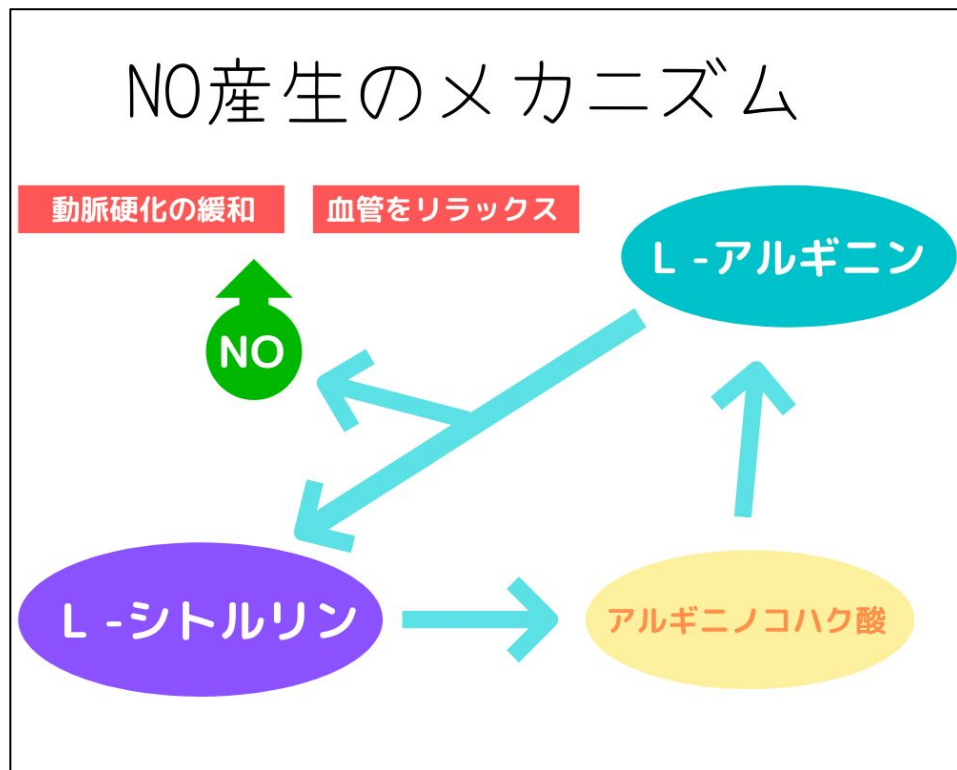 NO産生のメカニズム
動脈硬化の緩和
血管をリラックス
L -アルギニン
NO
L -シトルリン
アルギニノコハク酸